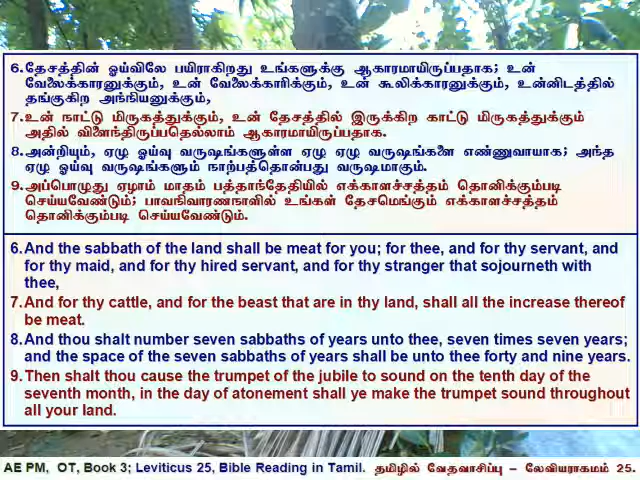 6.தேசத்தின் ஓய்விலே பயிராகிறது உங்களுக்கு ஆகாரமாயிருப்பதாக; உன்
வேலைக்காரனுக்கும், உன் வேலைக்காரிக்கும், உன் கூலிக்காரனுக்கும், உன்னிடத்தில்
தங்குகிற அந்நியனுக்கும்,
7.உன் நாட்டு மிருகத்துக்கும், உன் தேசத்தில் இருக்கிற காட்டு மிருகத்துக்கும்
அதில் விளைந்திருப்பதெல்லாம் ஆகாரமாயிருப்பதாக.
8.அன்றியும், ஏழு ஓய்வு வருஷங்களுள்ள ஏழு ஏழு வருஷங்களை எண்ணுவாயாக; அந்த
ஏழு ஓய்வு வருஷங்களும் நாற்பத்தொன்பது வருஷமாகும்.
9.அப்பொழுது ஏழாம் மாதம் பத்தாந்தேதியில் எக்காளச்சத்தம் தொனிக்கும்படி
செய்யவேண்டும்; பாவநிவாரணநாளில் உங்கள் தேசமெங்கும் எக்காளச்சத்தம்
தொனிக்கும்படி செய்யவேண்டும்.
6.And the sabbath of the land shall be meat for you; for thee, and for thy servant, and
for thy maid, and for thy hired servant, and for thy stranger that sojourneth with
thee,
7.And for thy cattle, and for the beast that are in thy land, shall all the increase thereof
be meat.
8.And thou shalt number seven sabbaths of years unto thee, seven times seven years;
and the space of the seven sabbaths of years shall be unto thee forty and nine years.
9.Then shalt thou cause the trumpet of the jubile to sound on the tenth day of the
seventh month, in the day of atonement shall ye make the trumpet sound throughout
all your land.
AE PM, OT, Book 3; Leviticus 25, Bible Reading in Tamil. தமிழில் வேதவாசிப்பு – லேவியராகமம் 25.